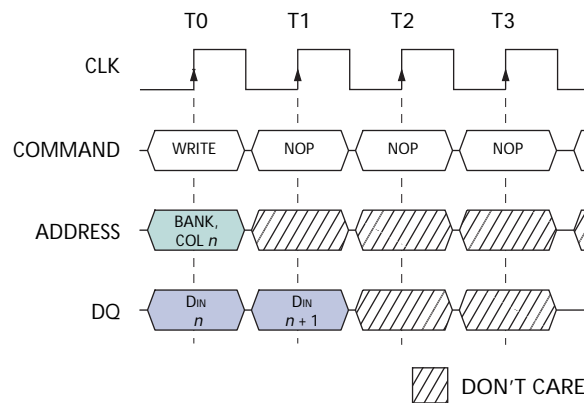 T0 T1 T2 T3
CLK
COMMAND WRITE NOP NOP NOP
ADDRESS BANK,
COL n
DQ DIN
n DIN
n + 1
DON'T CARE